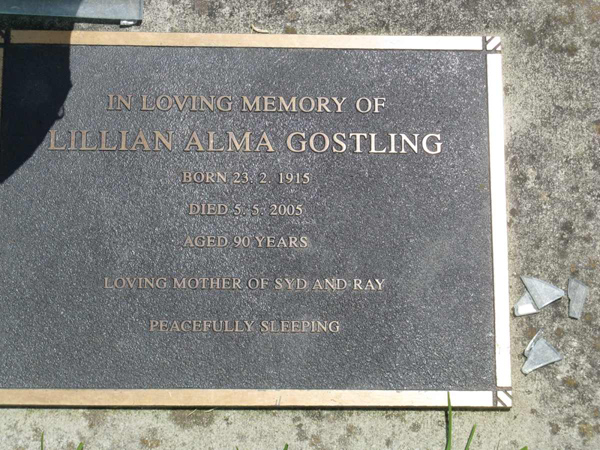 IN LOVING MEMORY OF
LILLIAN ALMA GOSTLING
BORN 23. 2. 1915
DIED 5. 5. 2005
AGED 90 YEARS
LOVING MOTHER OF SYD AND RAY
PEACEFULLY SLEEPING